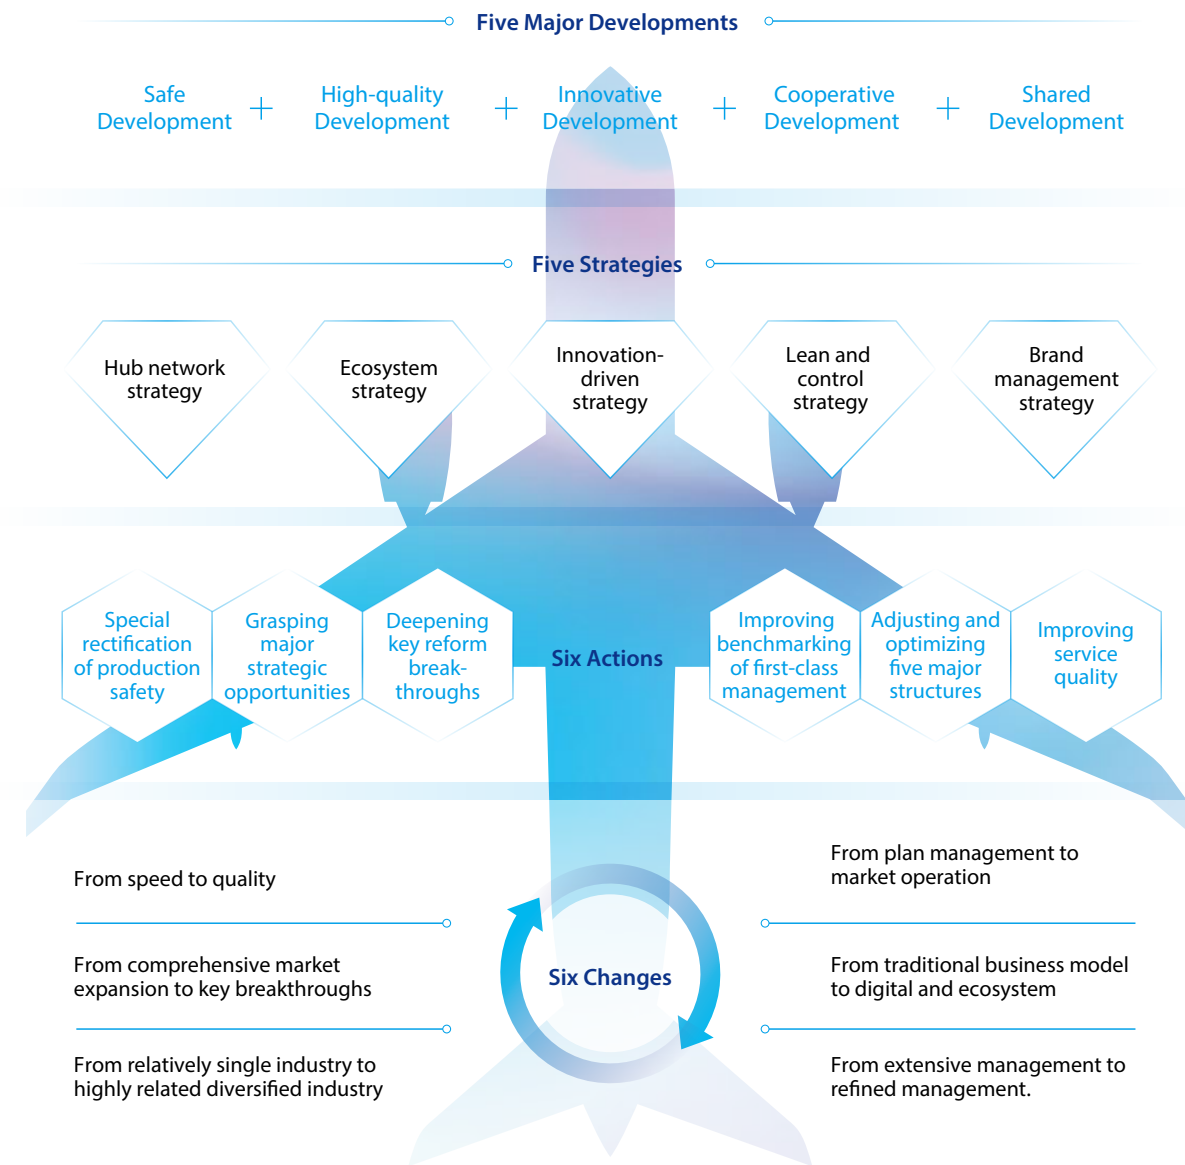 Five Major Developments
Safe
Development
+
High-quality
Development
+
Innovative
Development
+
Cooperative
Development
+
Shared
Development
Five Strategies
Hub network
strategy
Ecosystem
strategy
Innovation-
driven
strategy
Lean and
control
strategy
Brand
management
strategy
Special
rectification
of production
safety
Grasping
major
strategic
opportunities
Deepening
key reform
break-
throughs
Six Actions
Improving
benchmarking
of first-class
management
Adjusting and
optimizing
five major
structures
Improving
service
quality
From speed to quality
From comprehensive market
expansion to key breakthroughs
From relatively single industry to
highly related diversified industry
Six Changes
From plan management to
market operation
From traditional business model
to digital and ecosystem
From extensive management to
refined management.